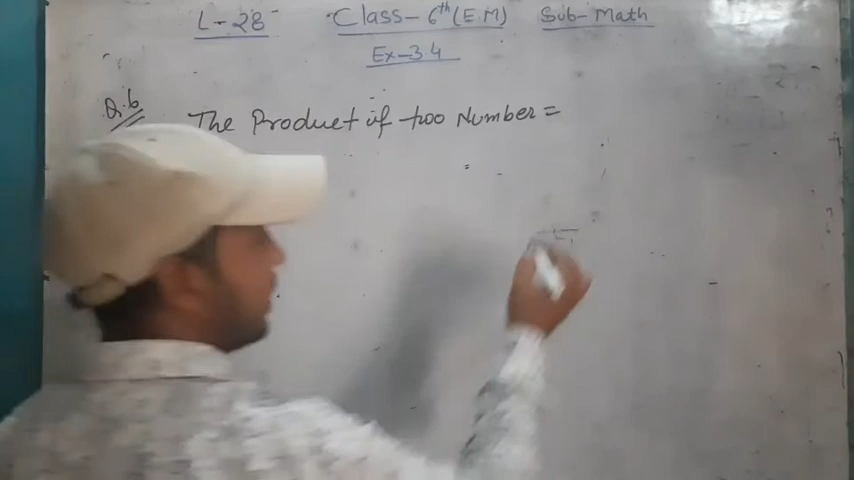 L-28 Class-6th (E.M) Sub-Math
Ex-3.4
Q.6 The Product of two Number =